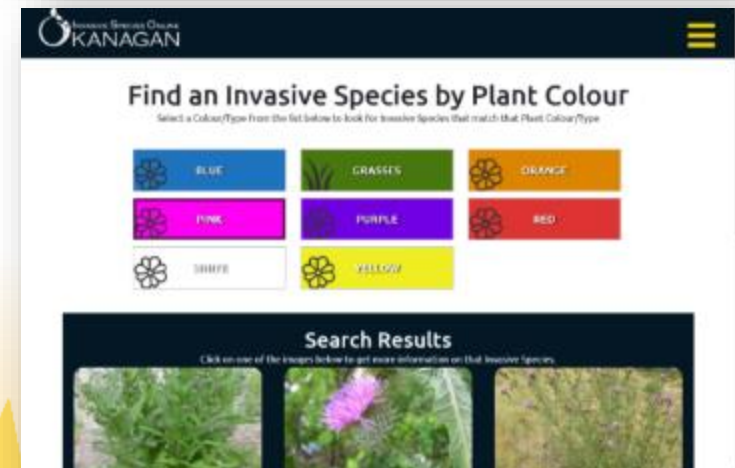 Invasive Species Online
OKANAGAN
Find an Invasive Species by Plant Colour
Select a Colour/Type from the list below to look for Invasive Species that match that Plant Colour/Type
BLUE
GRASSES
ORANGE
PINK
PURPLE
RED
WHITE
YELLOW
Search Results
Click on one of the images below to get more information on that Invasive Species.